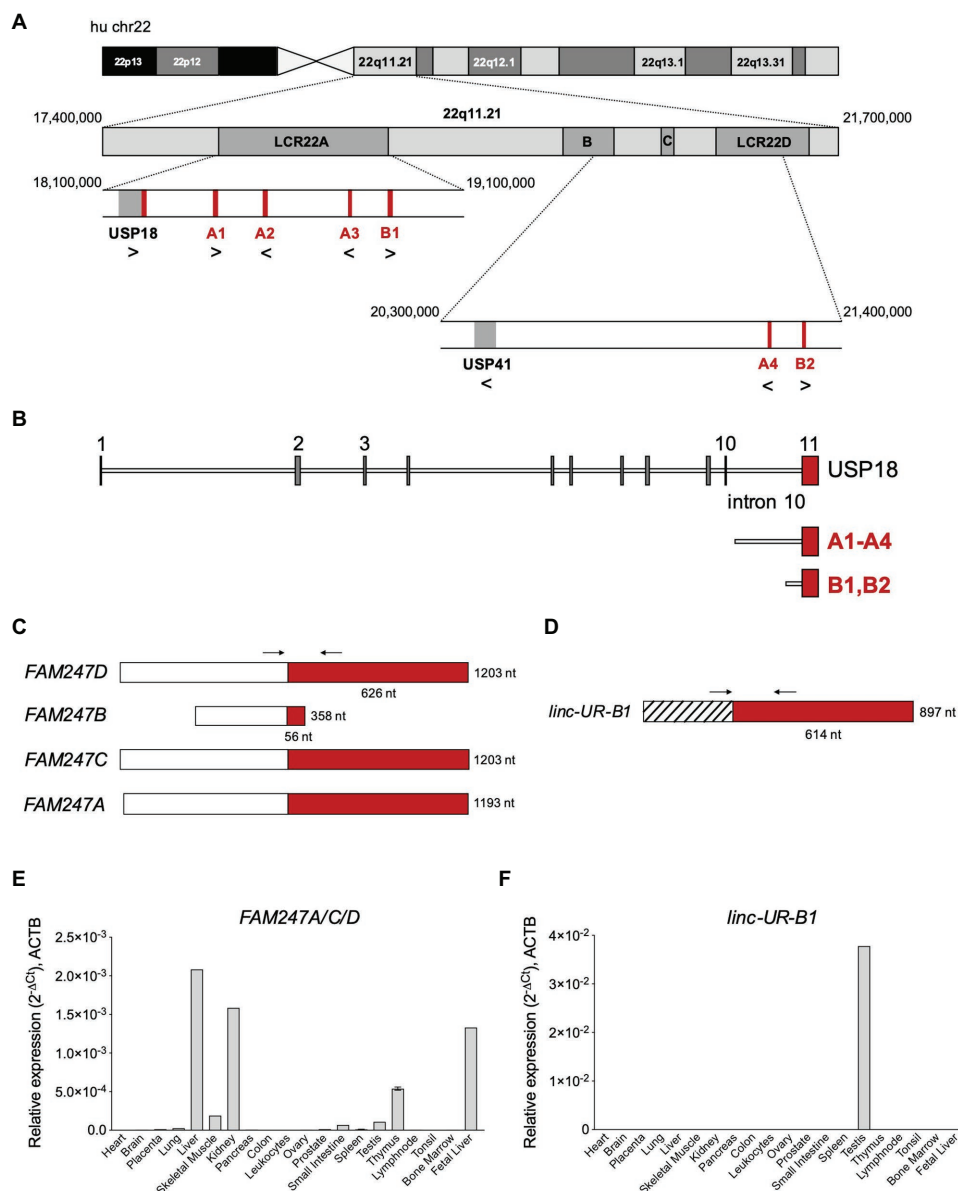 A
hu chr22
22p13 22p12 22q11.21 22q12.1 22q13.1 22q13.31
17,400,000 22q11.21 21,700,000
LCR22A B C LCR22D
18,100,000 19,100,000
USP18 A1 A2 A3 B1
> > < < >
20,300,000 21,400,000
USP41 A4 B2
< < >
B
1 2 3 10 11
USP18
intron 10
A1-A4
B1,B2
C
FAM247D 1203 nt
626 nt
FAM247B 358 nt
56 nt
FAM247C 1203 nt
FAM247A 1193 nt
D
linc-UR-B1 897 nt
614 nt
E
FAM247A/C/D
Relative expression (2-ΔCt), ACTB
2.5×10-3
2.0×10-3
1.5×10-3
1.0×10-3
5.0×10-4
0.0
Heart
Brain
Placenta
Lung
Liver
Skeletal Muscle
Kidney
Pancreas
Colon
Leukocytes
Ovary
Prostate
Small Intestine
Spleen
Testis
Thymus
Lymphnode
Tonsil
Bone Marrow
Fetal Liver
F
linc-UR-B1
Relative expression (2-ΔCt), ACTB
4×10-2
3×10-2
2×10-2
1×10-2
0
Heart
Brain
Placenta
Lung
Liver
Skeletal Muscle
Kidney
Pancreas
Colon
Leukocytes
Ovary
Prostate
Small Intestine
Spleen
Testis
Thymus
Lymphnode
Tonsil
Bone Marrow
Fetal Liver